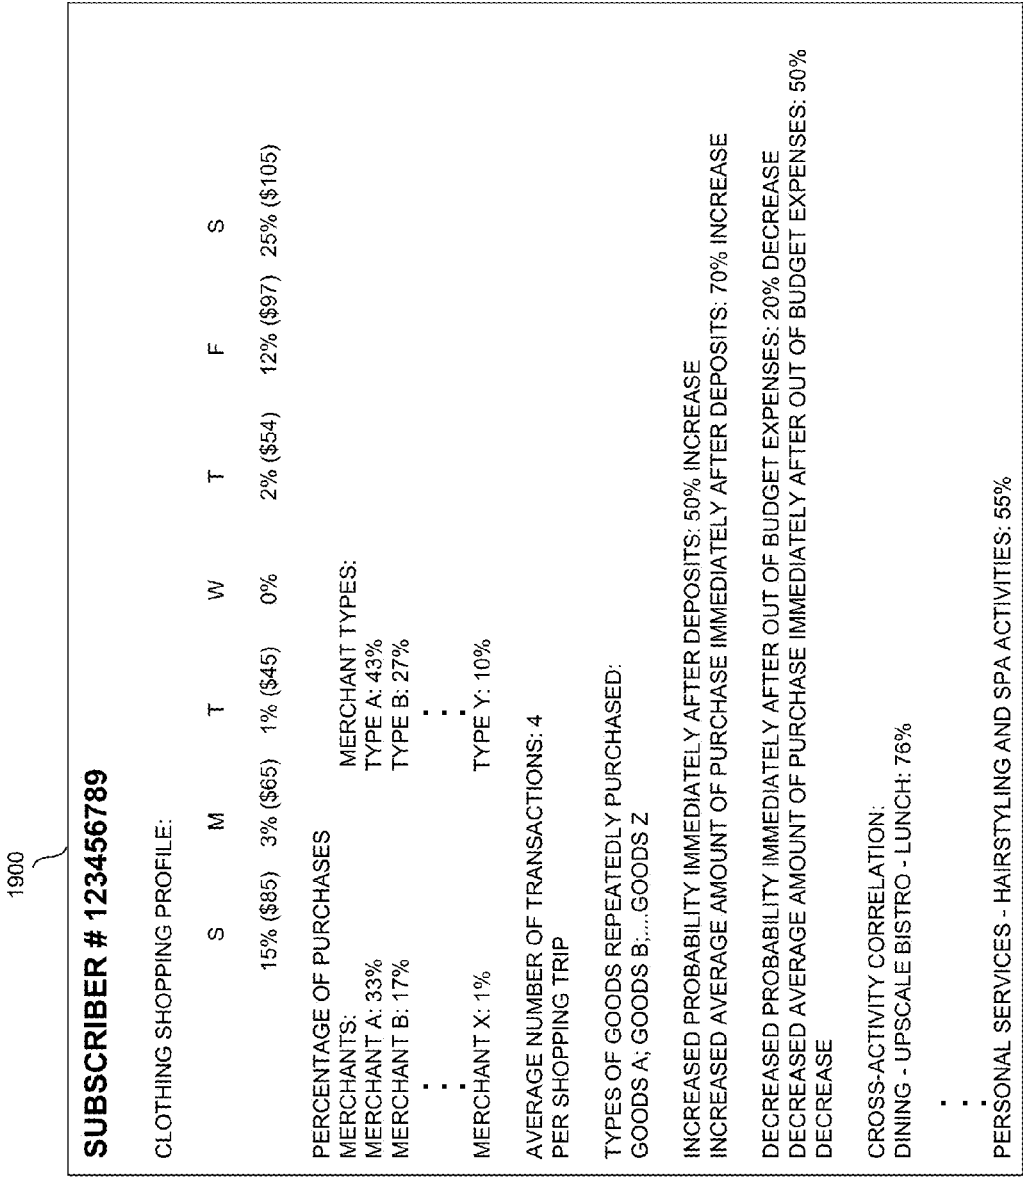 1900
SUBSCRIBER # 123456789
CLOTHING SHOPPING PROFILE:
S M T W T F S
15% ($85) 3% ($65) 1% ($45) 0% 2% ($54) 12% ($97) 25% ($105)
PERCENTAGE OF PURCHASES
MERCHANTS: MERCHANT TYPES:
MERCHANT A: 33% TYPE A: 43%
MERCHANT B: 17% TYPE B: 27%
. . . . . .
MERCHANT X: 1% TYPE Y: 10%
AVERAGE NUMBER OF TRANSACTIONS: 4
PER SHOPPING TRIP
TYPES OF GOODS REPEATEDLY PURCHASED:
GOODS A; GOODS B;....GOODS Z
INCREASED PROBABILITY IMMEDIATELY AFTER DEPOSITS: 50% INCREASE
INCREASED AVERAGE AMOUNT OF PURCHASE IMMEDIATELY AFTER DEPOSITS: 70% INCREASE
DECREASED PROBABILITY IMMEDIATELY AFTER OUT OF BUDGET EXPENSES: 20% DECREASE
DECREASED AVERAGE AMOUNT OF PURCHASE IMMEDIATELY AFTER OUT OF BUDGET EXPENSES: 50%
DECREASE
CROSS-ACTIVITY CORRELATION:
DINING - UPSCALE BISTRO - LUNCH: 76%
. . .
PERSONAL SERVICES - HAIRSTYLING AND SPA ACTIVITIES: 55%